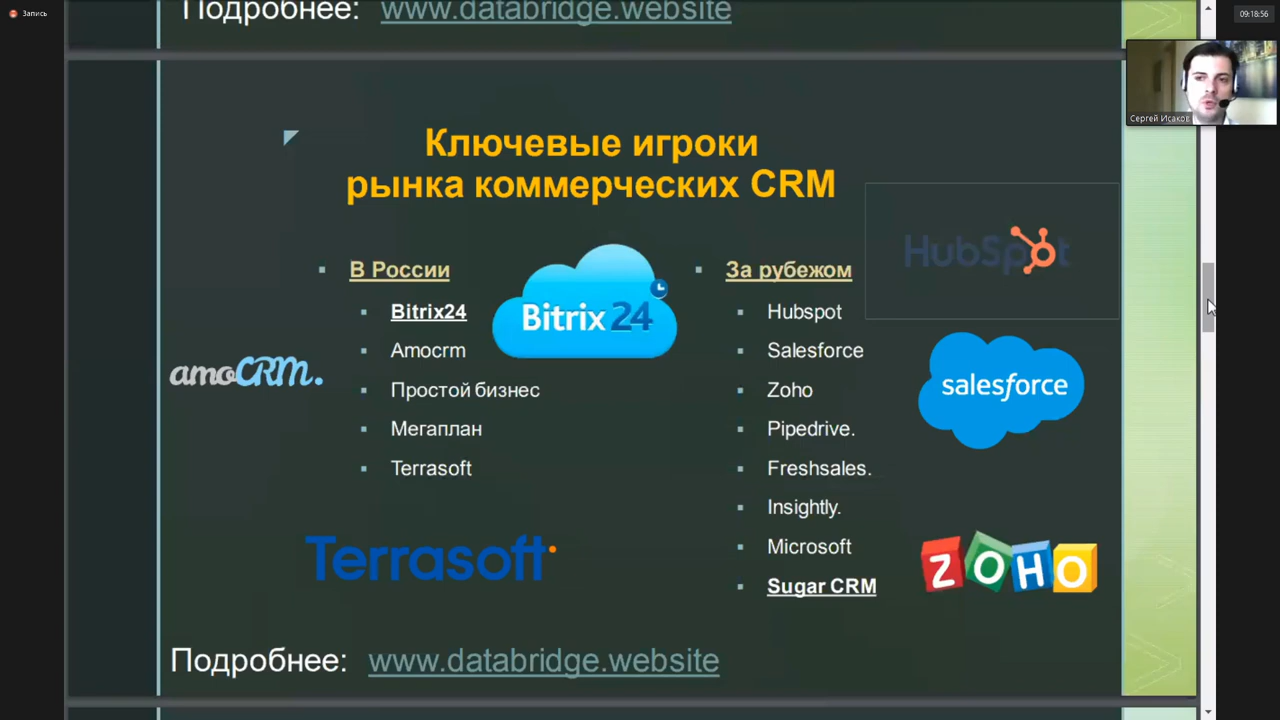 Запись
09:18:56
Подробнее: www.databridge.website
Сергей Исаков
Ключевые игроки
рынка коммерческих CRM
HubSpot
В России
Bitrix24
Amocrm
Простой бизнес
Мегаплан
Terrasoft
Bitrix 24
amoCRM.
Terrasoft
За рубежом
Hubspot
Salesforce
Zoho
Pipedrive.
Freshsales.
Insightly.
Microsoft
Sugar CRM
salesforce
ZOHO
Подробнее: www.databridge.website